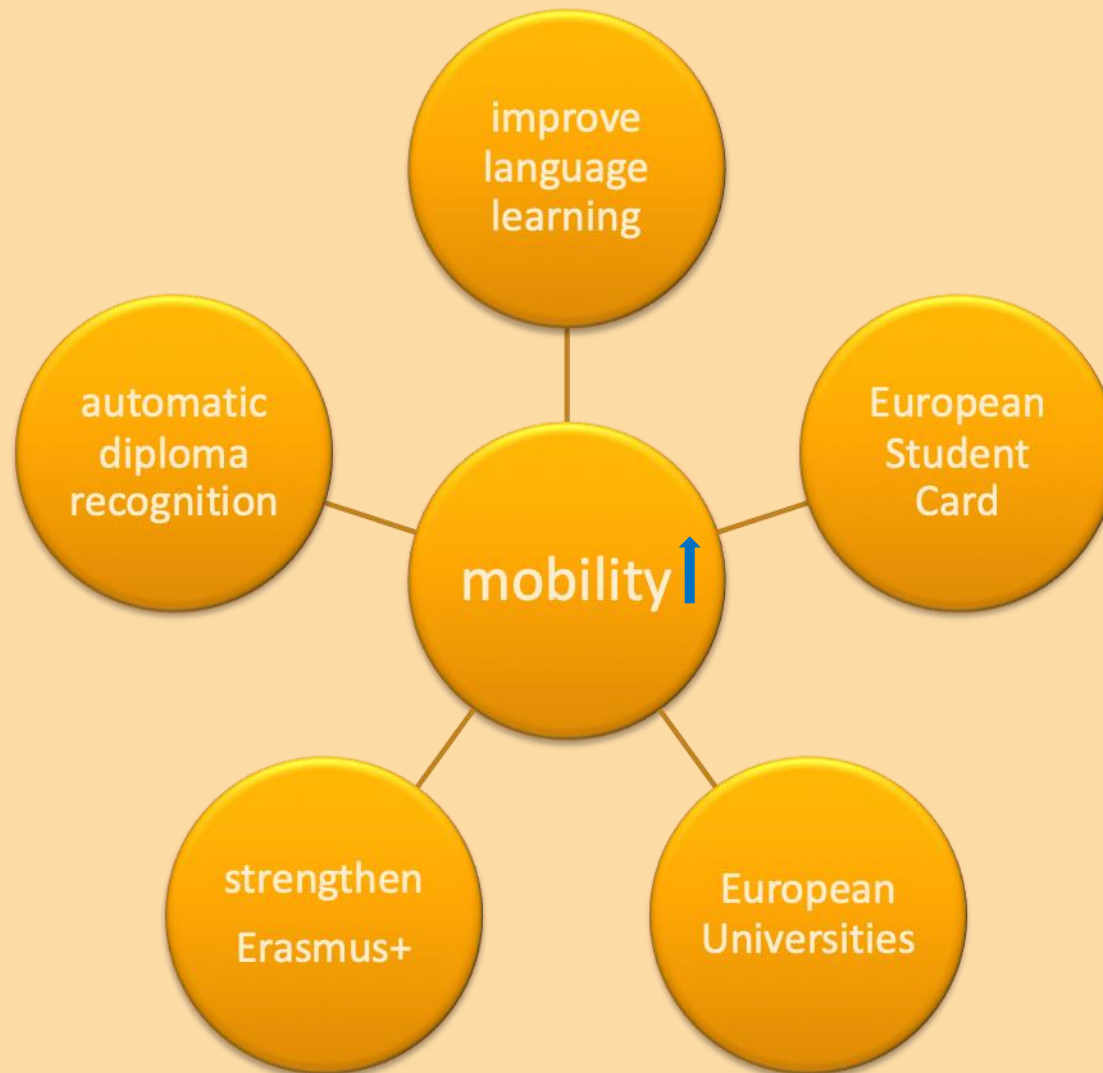 improve
language
learning
automatic
diploma
recognition
European
Student
Card
mobility
strengthen
Erasmus+
European
Universities